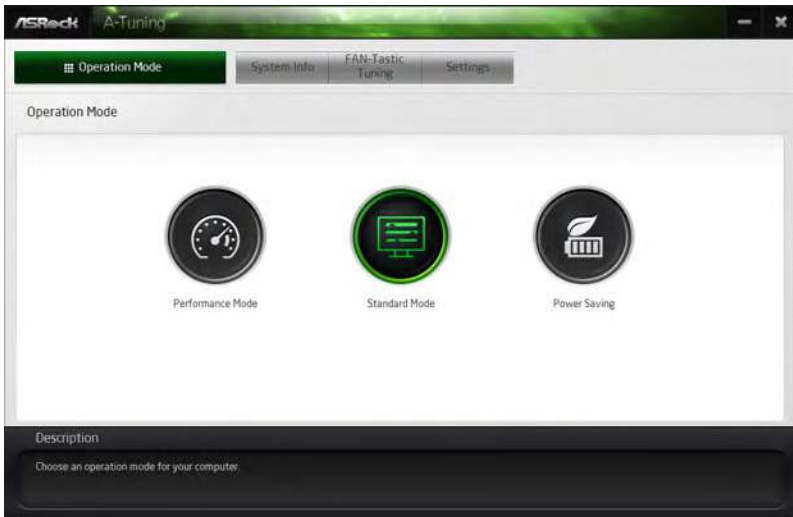 ASRock A-Tuning
Operation Mode System Info FAN-Tastic Tuning Settings
Operation Mode
Performance Mode Standard Mode Power Saving
Description
Choose an operation mode for your computer.